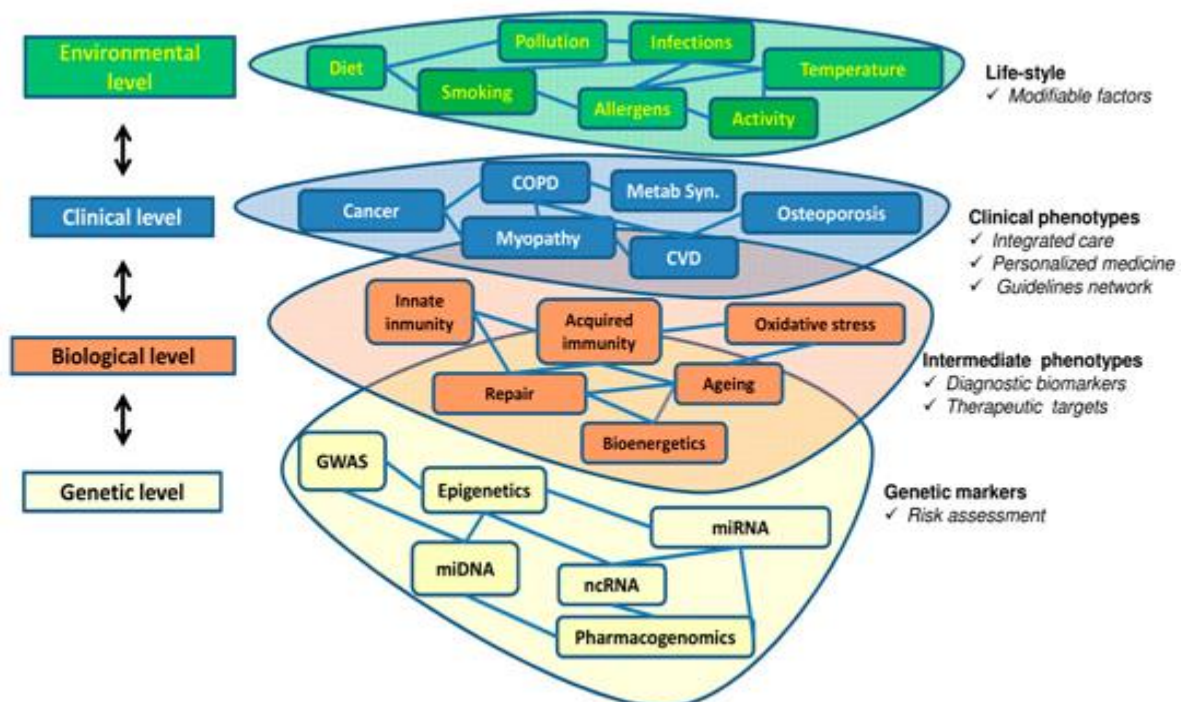 Environmental
level
Clinical level
Biological level
Genetic level
Diet
Pollution
Infections
Smoking
Allergens
Temperature
Activity
Life-style
✓ Modifiable factors
Cancer
COPD
Metab Syn.
Myopathy
CVD
Osteoporosis
Clinical phenotypes
✓ Integrated care
✓ Personalized medicine
✓ Guidelines network
Innate
inmunity
Acquired
immunity
Oxidative stress
Repair
Ageing
Bioenergetics
Intermediate phenotypes
✓ Diagnostic biomarkers
✓ Therapeutic targets
GWAS
Epigenetics
miRNA
miDNA
ncRNA
Pharmacogenomics
Genetic markers
✓ Risk assessment